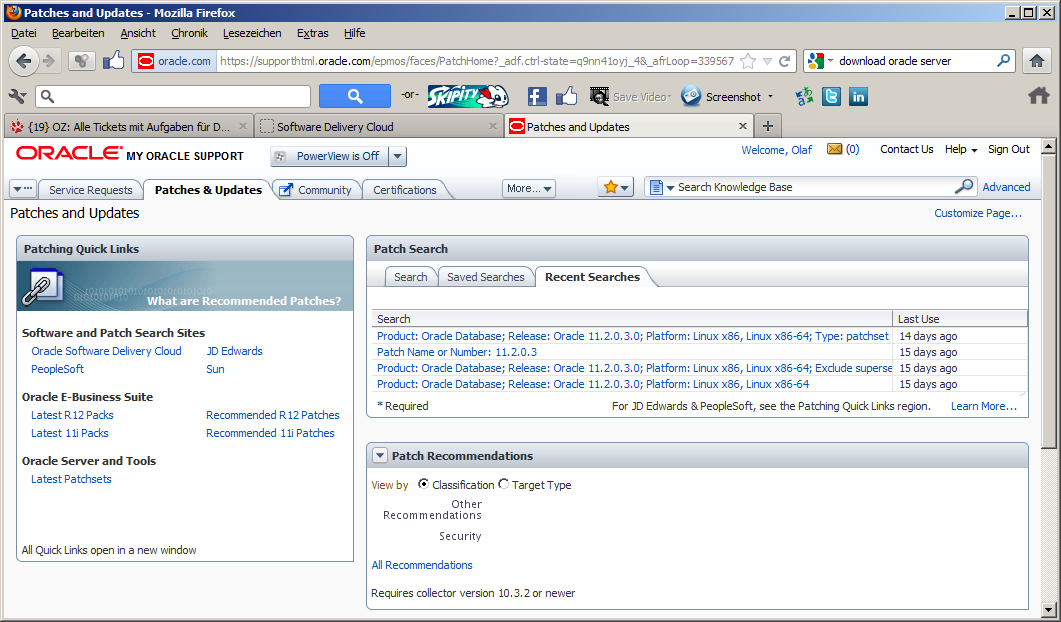 Patches and Updates - Mozilla Firefox
Datei Bearbeiten Ansicht Chronik Lesezeichen Extras Hilfe
oracle.com https://supporthtml.oracle.com/epmos/faces/PatchHome?_adf.ctrl-state=q9nn41oyj_4&_afrLoop=339567 download oracle server
-or- SKIPITY Save Video Screenshot
{19} OZ: Alle Tickets mit Aufgaben für D... Software Delivery Cloud Patches and Updates
ORACLE MY ORACLE SUPPORT PowerView is Off Welcome, Olaf (0) Contact Us Help Sign Out
Service Requests Patches & Updates Community Certifications More... Search Knowledge Base Advanced
Patches and Updates Customize Page...
Patching Quick Links
What are Recommended Patches?
Software and Patch Search Sites
Oracle Software Delivery Cloud JD Edwards
PeopleSoft Sun
Oracle E-Business Suite
Latest R12 Packs Recommended R12 Patches
Latest 11i Packs Recommended 11i Patches
Oracle Server and Tools
Latest Patchsets
All Quick Links open in a new window
Patch Search
Search Saved Searches Recent Searches
Search Last Use
Product: Oracle Database; Release: Oracle 11.2.0.3.0; Platform: Linux x86, Linux x86-64; Type: patchset 14 days ago
Patch Name or Number: 11.2.0.3 15 days ago
Product: Oracle Database; Release: Oracle 11.2.0.3.0; Platform: Linux x86, Linux x86-64; Exclude superse 15 days ago
Product: Oracle Database; Release: Oracle 11.2.0.3.0; Platform: Linux x86, Linux x86-64 15 days ago
* Required For JD Edwards & PeopleSoft, see the Patching Quick Links region. Learn More...
Patch Recommendations
View by Classification Target Type
Other
Recommendations
Security
All Recommendations
Requires collector version 10.3.2 or newer